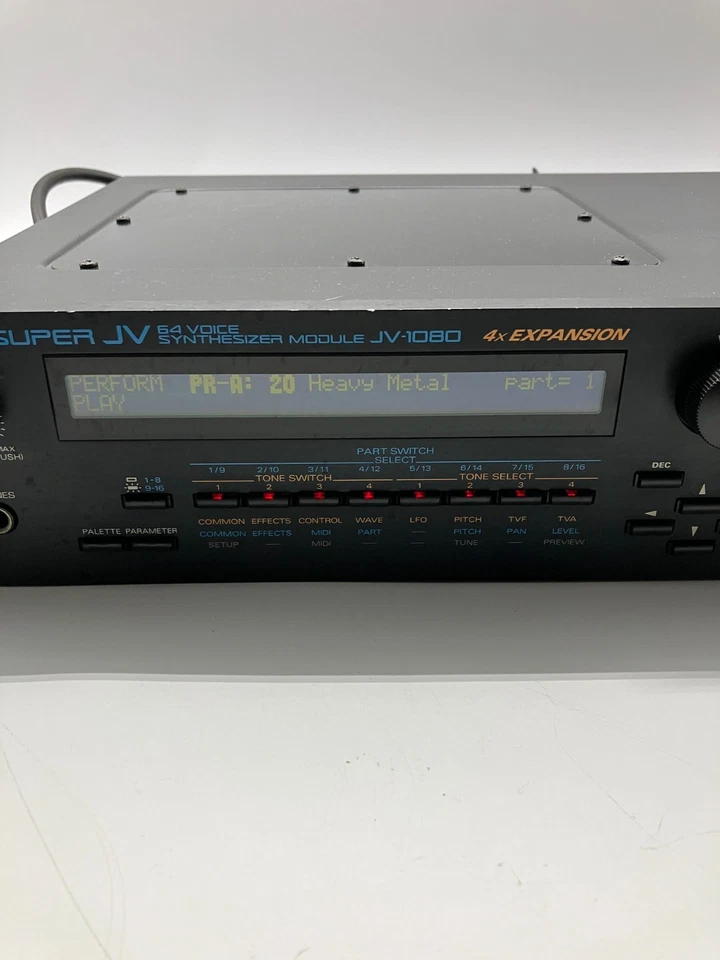 SUPER JV 64 VOICE SYNTHESIZER MODULE JV-1080 4x EXPANSION
PERFORM PR-A: 20 Heavy Metal part= 1
PLAY
MAX
PUSH)
PART SWITCH
SELECT
1/9 2/10 3/11 4/12 5/13 6/14 7/15 8/16
TONE SWITCH TONE SELECT
1 2 3 4 1 2 3 4
1-8
9-16
DEC
PALETTE PARAMETER
COMMON EFFECTS CONTROL WAVE LFO PITCH TVF TVA
COMMON EFFECTS MIDI PART — PITCH PAN LEVEL
SETUP — MIDI — — TUNE — PREVIEW